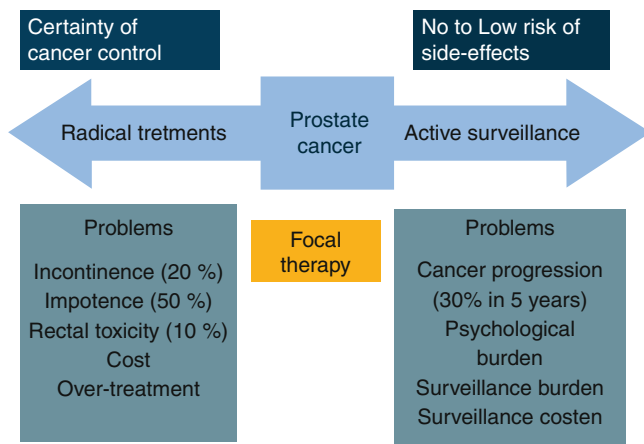 Certainty of
cancer control
No to Low risk of
side-effects
Radical tretments
Prostate
cancer
Active surveillance
Problems
Incontinence (20 %)
Impotence (50 %)
Rectal toxicity (10 %)
Cost
Over-treatment
Focal
therapy
Problems
Cancer progression
(30% in 5 years)
Psychological
burden
Surveillance burden
Surveillance costen